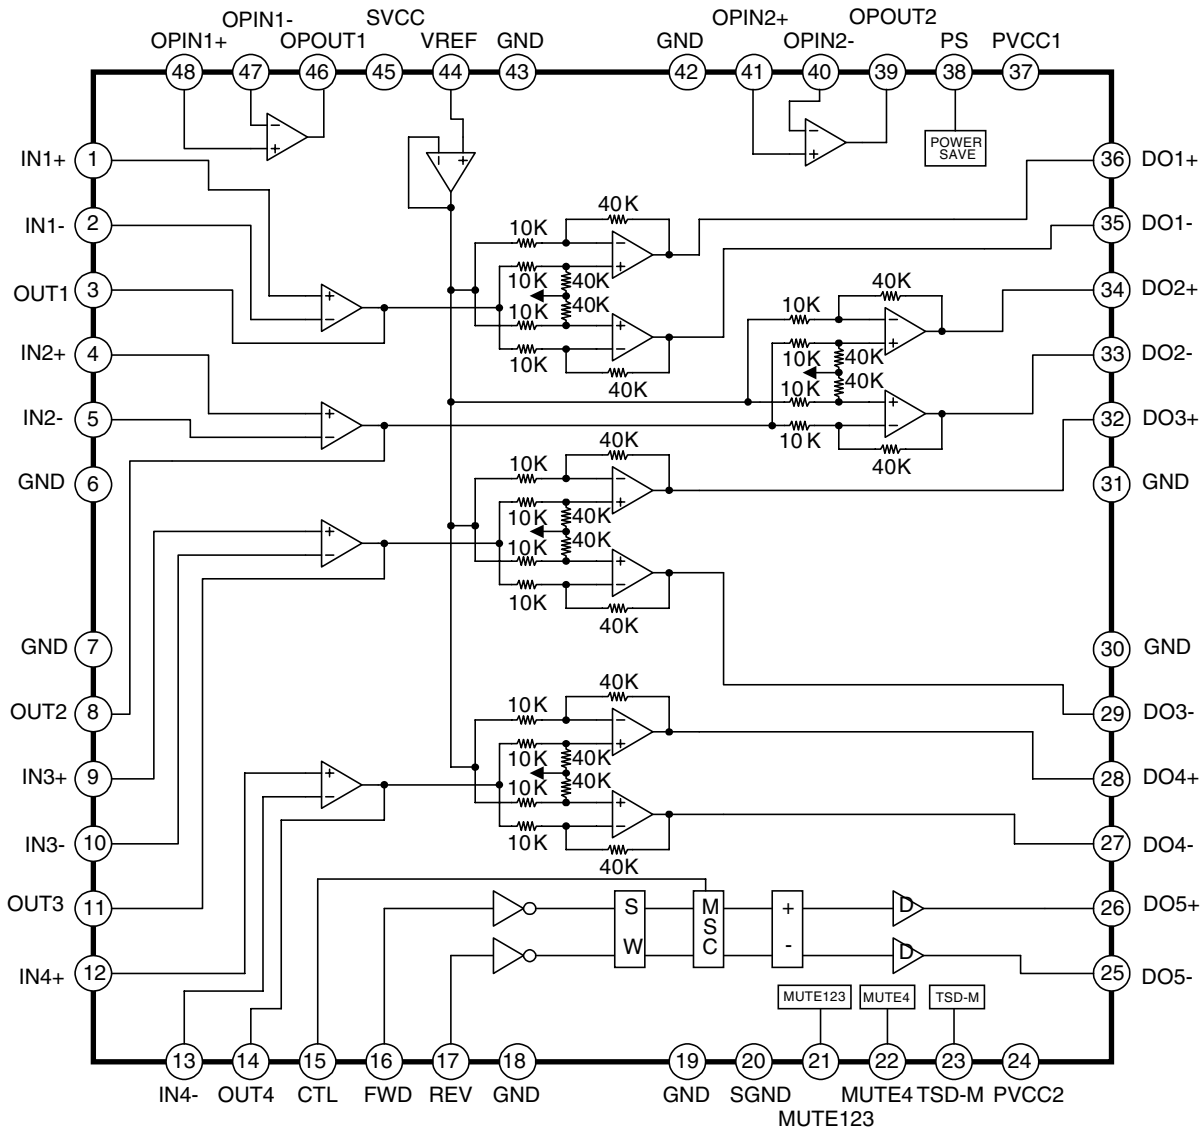 OPIN1- SVCC OPIN2+ OPOUT2
OPIN1+ OPOUT1 VREF GND GND OPIN2- PS PVCC1
48 47 46 45 44 43 42 41 40 39 38 37
- + - + - + POWER
SAVE
IN1+ 1 36 DO1+
IN1- 2 35 DO1-
OUT1 3 34 DO2+
IN2+ 4 33 DO2-
IN2- 5 32 DO3+
GND 6 31 GND
GND 7 30 GND
OUT2 8 29 DO3-
IN3+ 9 28 DO4+
IN3- 10 27 DO4-
OUT3 11 26 DO5+
IN4+ 12 25 DO5-
+ -
+ -
+ -
+ -
40K
10K
- +
10K 40K
10K 40K
+ -
10K
40K
40K
10K
- +
10K 40K
10K 40K
+ -
10K
40K
40K
10K
- +
10K 40K
10K 40K
+ -
10K
40K
40K
10K
- +
10K 40K
10K 40K
+ -
10K
40K
S W
M S C
+ -
D
D
MUTE123 MUTE4 TSD-M
13 14 15 16 17 18 19 20 21 22 23 24
IN4- OUT4 CTL FWD REV GND GND SGND MUTE4 TSD-M PVCC2
MUTE123